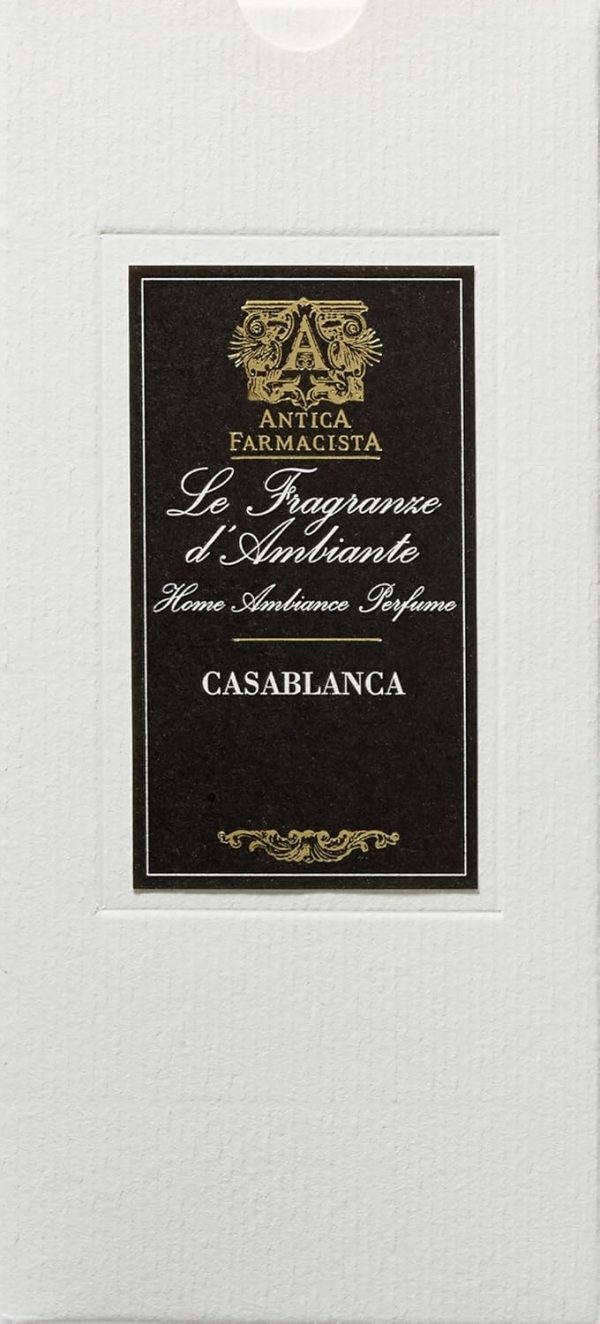 A
ANTICA
FARMACISTA
Le Fragranze
d'Ambiante
Home Ambiance Perfume
CASABLANCA